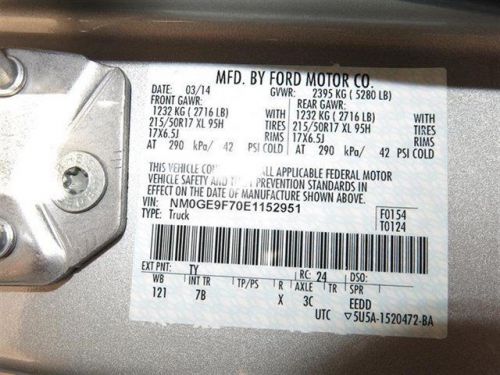 MFD. BY FORD MOTOR CO.
DATE: 03/14 GVWR: 2395 KG ( 5280 LB)
FRONT GAWR: REAR GAWR:
1232 KG ( 2716 LB) 1232 KG ( 2716 LB)
215/50R17 XL 95H TIRES 215/50R17 XL 95H TIRES
17X6.5J RIMS 17X6.5J RIMS
AT 290 kPa/ 42 PSI COLD AT 290 kPa/ 42 PSI COLD
THIS VEHICLE ALL APPLICABLE FEDERAL MOTOR
VEHICLE SAFETY AND THEFT PREVENTION STANDARDS IN
EFFECT ON THE DATE OF MANUFACTURE SHOWN ABOVE.
VIN: NM0GE9F70E1152951 F0154
TYPE: Truck T0124
EXT PNT: TY RC: 24 DSO:
WB INT TR TP/PS R AXLE TR SPR
121 7B X 3C EEDD
UTC ▽5U5A-1520472-BA